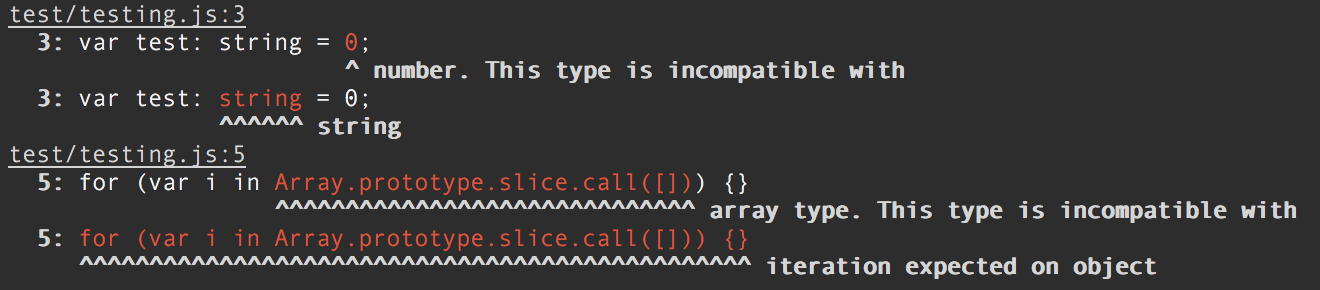 test/testing.js:3
3: var test: string = 0;
^ number. This type is incompatible with
3: var test: string = 0;
^^^^^^ string
test/testing.js:5
5: for (var i in Array.prototype.slice.call([])) {}
^^^^^^^^^^^^^^^^^^^^^^^^^^^^^^ array type. This type is incompatible with
5: for (var i in Array.prototype.slice.call([])) {}
^^^^^^^^^^^^^^^^^^^^^^^^^^^^^^^^^^^^^^^^^^^^^^^^ iteration expected on object